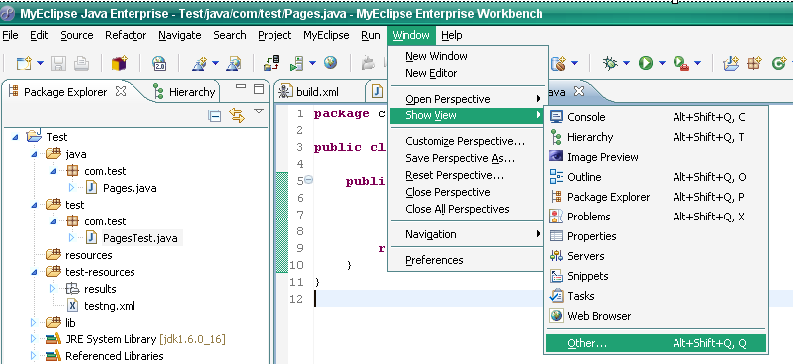 MyEclipse Java Enterprise - Test/java/com/test/Pages.java - MyEclipse Enterprise Workbench
File Edit Source Refactor Navigate Search Project MyEclipse Run Window Help
2.0
Package Explorer Hierarchy
Test
java
com.test
Pages.java
test
com.test
PagesTest.java
resources
test-resources
results
testng.xml
lib
JRE System Library [jdk1.6.0_16]
Referenced Libraries
build.xml
1 package c
2
3 public cl
4
5 publi
6
7
8
9 r
10 }
11 }
12
New Window
New Editor
Open Perspective
Show View
Customize Perspective...
Save Perspective As...
Reset Perspective...
Close Perspective
Close All Perspectives
Navigation
Preferences
ava
Console Alt+Shift+Q, C
Hierarchy Alt+Shift+Q, T
Image Preview
Outline Alt+Shift+Q, O
Package Explorer Alt+Shift+Q, P
Problems Alt+Shift+Q, X
Properties
Servers
Snippets
Tasks
Web Browser
Other... Alt+Shift+Q, Q